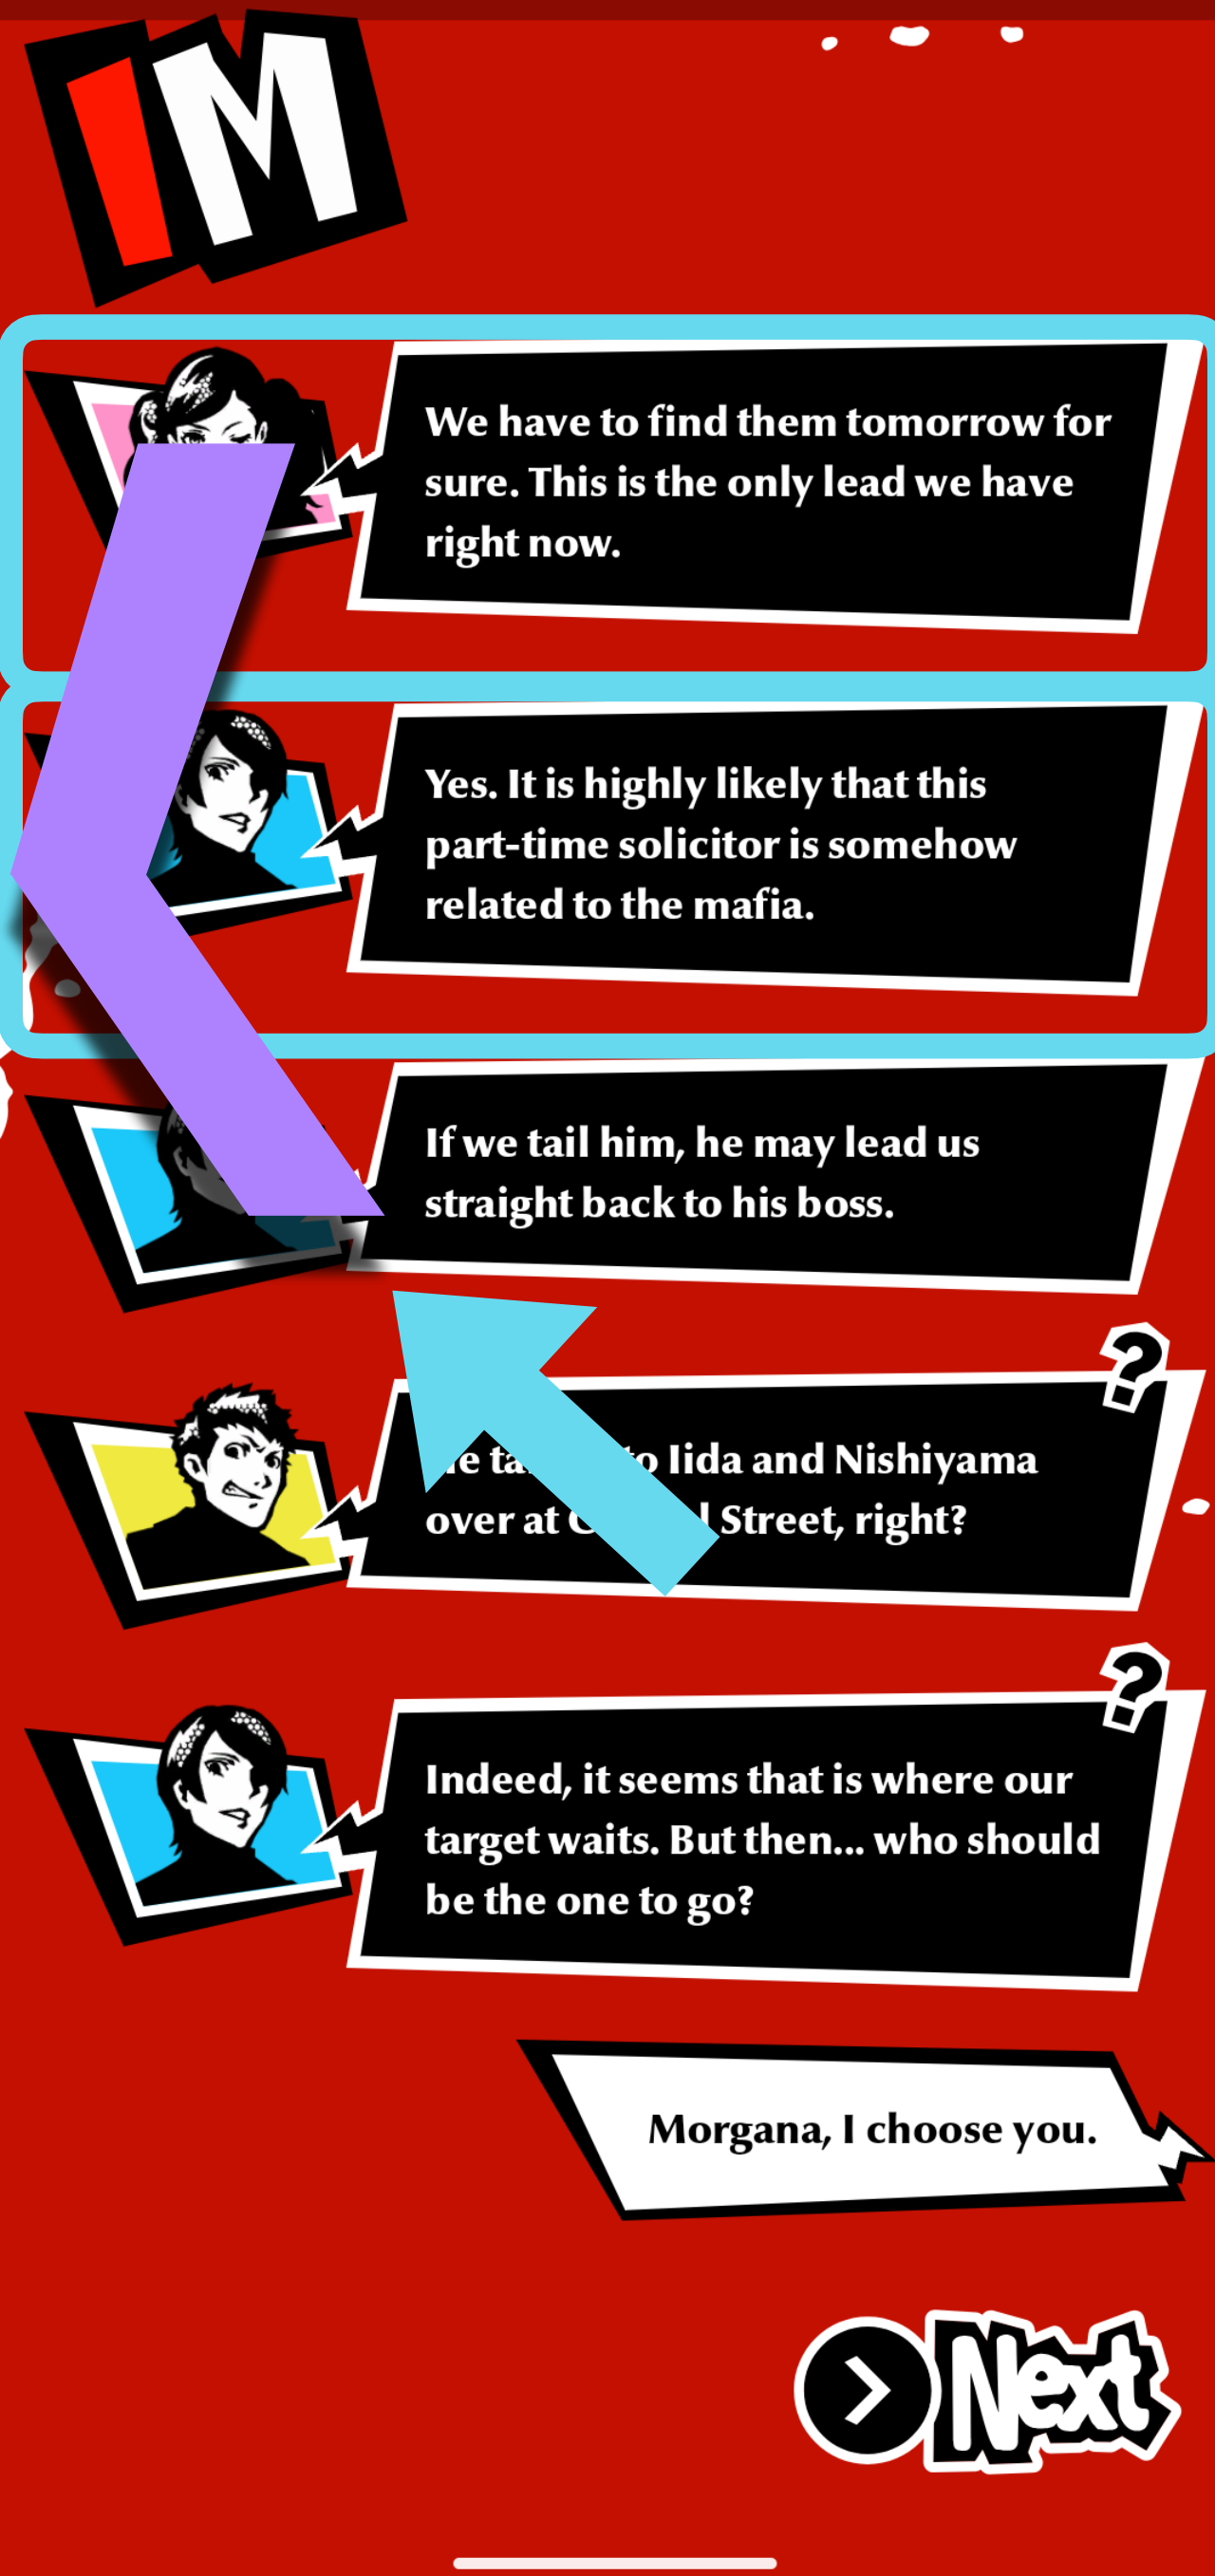 IM
We have to find them tomorrow for
sure. This is the only lead we have
right now.
Yes. It is highly likely that this
part-time solicitor is somehow
related to the mafia.
If we tail him, he may lead us
straight back to his boss.
?
to Iida and Nishiyama
over at Street, right?
?
Indeed, it seems that is where our
target waits. But then... who should
be the one to go?
Morgana, I choose you.
Next